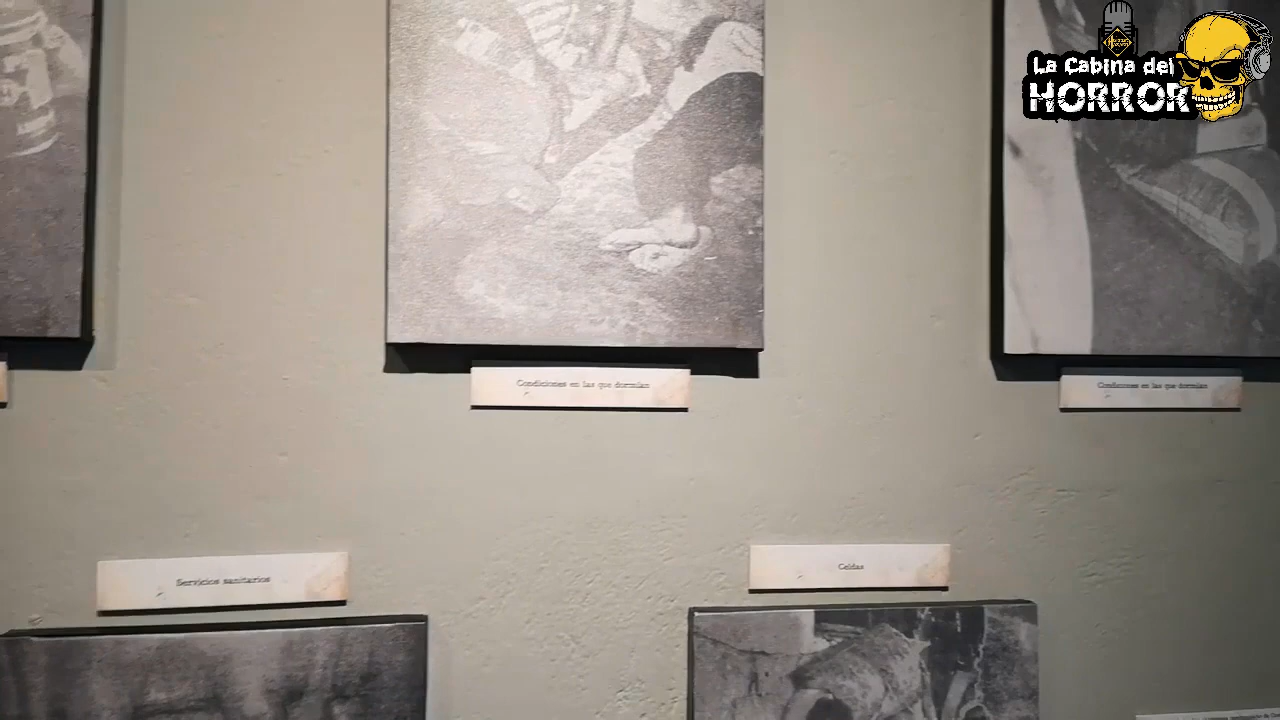 La Cabina del
HORROR
Condiciones en las que dormían
Condiciones en las que dormían
Servicios sanitarios
Celdas